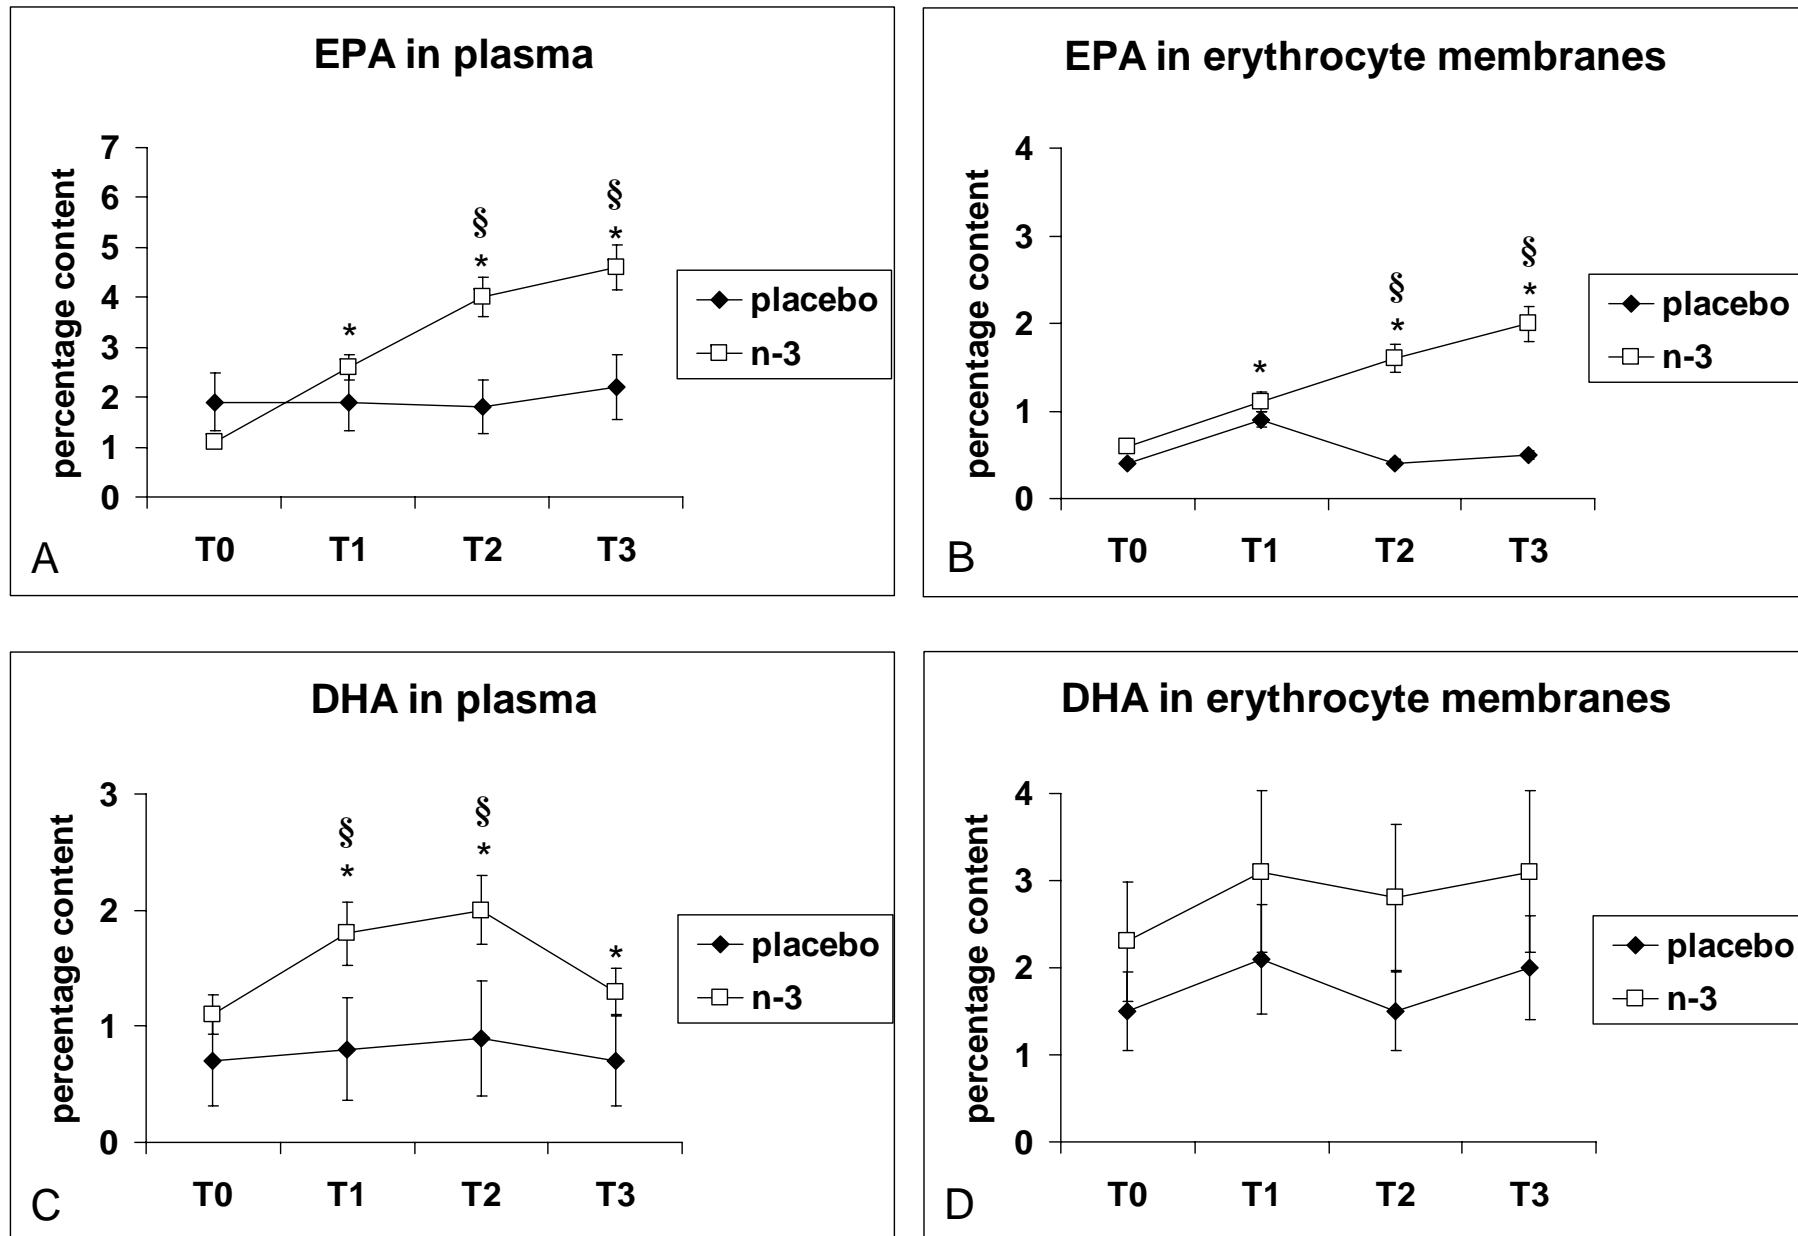 EPA in plasma
percentage content
7
6
5
4
3
2
1
0
*
§
*
§
*
T0 T1 T2 T3
placebo
n-3
A
EPA in erythrocyte membranes
percentage content
4
3
2
1
0
*
§
*
§
*
T0 T1 T2 T3
placebo
n-3
B
DHA in plasma
percentage content
3
2
1
0
§
*
§
*
*
T0 T1 T2 T3
placebo
n-3
C
DHA in erythrocyte membranes
percentage content
4
3
2
1
0
T0 T1 T2 T3
placebo
n-3
D